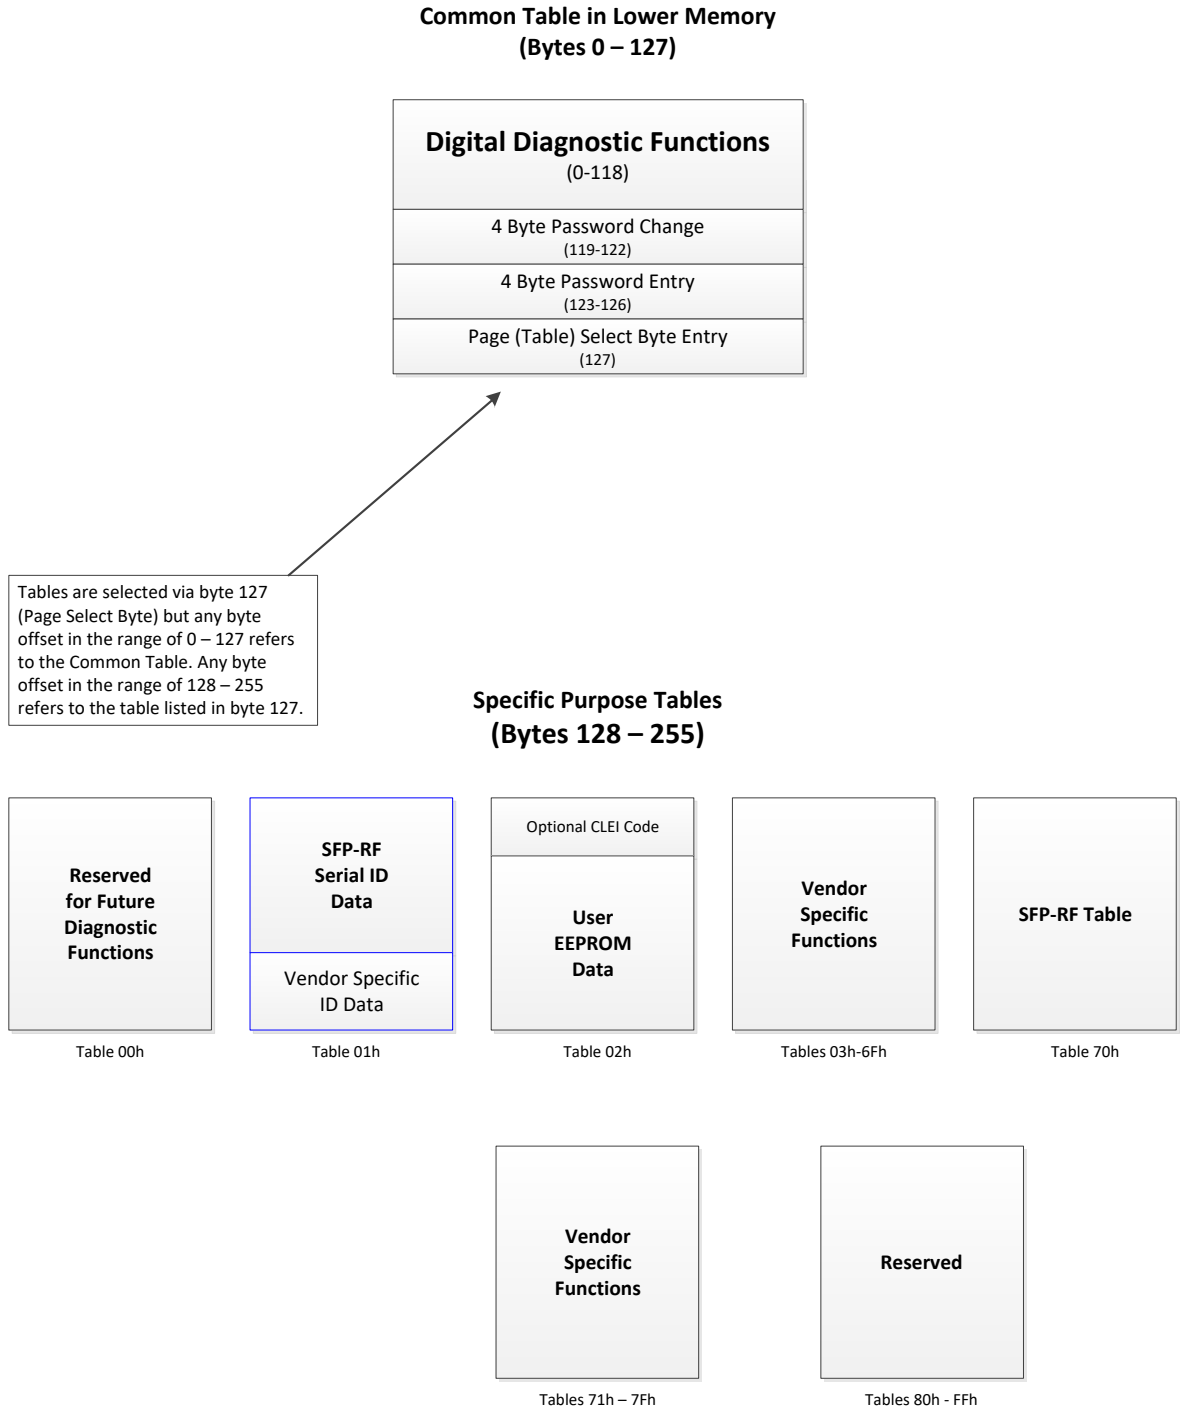 Common Table in Lower Memory
(Bytes 0 – 127)
Digital Diagnostic Functions
(0-118)
4 Byte Password Change
(119-122)
4 Byte Password Entry
(123-126)
Page (Table) Select Byte Entry
(127)
Tables are selected via byte 127
(Page Select Byte) but any byte
offset in the range of 0 – 127 refers
to the Common Table. Any byte
offset in the range of 128 – 255
refers to the table listed in byte 127.
Specific Purpose Tables
(Bytes 128 – 255)
Reserved
for Future
Diagnostic
Functions
Table 00h
SFP-RF
Serial ID
Data
Vendor Specific
ID Data
Table 01h
Optional CLEI Code
User
EEPROM
Data
Table 02h
Vendor
Specific
Functions
Tables 03h-6Fh
SFP-RF Table
Table 70h
Vendor
Specific
Functions
Tables 71h – 7Fh
Reserved
Tables 80h - FFh